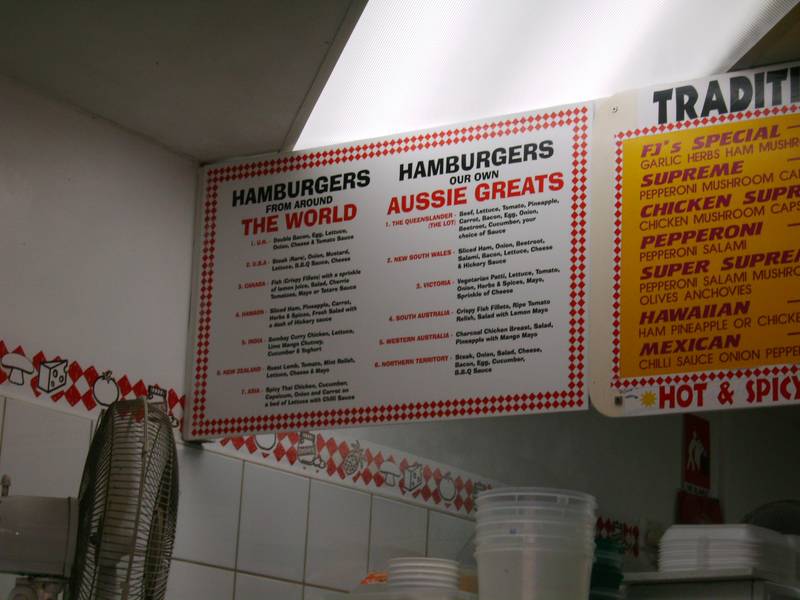 HAMBURGERS
FROM AROUND
THE WORLD
1. U.K. - Double Bacon, Egg, Lettuce,
Onion, Cheese & Tomato Sauce
2. U.S.A - Steak (Rare), Onion, Mustard,
Lettuce, B.B.Q Sauce, Cheese
3. CANADA - Fish (Crispy Fillets) with a sprinkle
of lemon juice, Salad, Cherrie
Tomatoes, Mayo or Tatare Sauce
4. HAWAII - Sliced Ham, Pineapple, Carrot,
Herbs & Spices, Fresh Salad with
a dash of Hickory sauce
5. INDIA - Bombay Curry Chicken, Lettuce,
Lime Mango Chutney,
Cucumber & Yoghurt
6. NEW ZEALAND - Roast Lamb, Tomato, Mint Relish,
Lettuce, Cheese & Mayo
7. ASIA - Spicy Thai Chicken, Cucumber,
Capsicum, Onion and Carrot on
a bed of Lettuce with Chilli Sauce
HAMBURGERS
OUR OWN
AUSSIE GREATS
1. THE QUEENSLANDER - Beef, Lettuce, Tomato, Pineapple,
(THE LOT) Carrot, Bacon, Egg, Onion,
Beetroot, Cucumber, your
choice of Sauce
2. NEW SOUTH WALES - Sliced Ham, Onion, Beetroot,
Salami, Bacon, Lettuce, Cheese
& Hickory Sauce
3. VICTORIA - Vegetarian Patti, Lettuce, Tomato,
Onion, Herbs & Spices, Mayo,
Sprinkle of Cheese
4. SOUTH AUSTRALIA - Crispy Fish Fillets, Ripe Tomato
Relish, Salad with Lemon Mayo
5. WESTERN AUSTRALIA - Charcoal Chicken Breast, Salad,
Pineapple with Mango Mayo
6. NORTHERN TERRITORY - Steak, Onion, Salad, Cheese,
Bacon, Egg, Cucumber,
B.B.Q Sauce
TRADITI
FJ's SPECIAL
GARLIC HERBS HAM MUSHR
SUPREME
PEPPERONI MUSHROOM CA
CHICKEN SUPR
CHICKEN MUSHROOM CAPS
PEPPERONI
PEPPERONI SALAMI
SUPER SUPREM
PEPPERONI SALAMI MUSHRO
OLIVES ANCHOVIES
HAWAIIAN
HAM PINEAPPLE OR CHICKE
MEXICAN
CHILLI SAUCE ONION PEPPER
HOT & SPICY